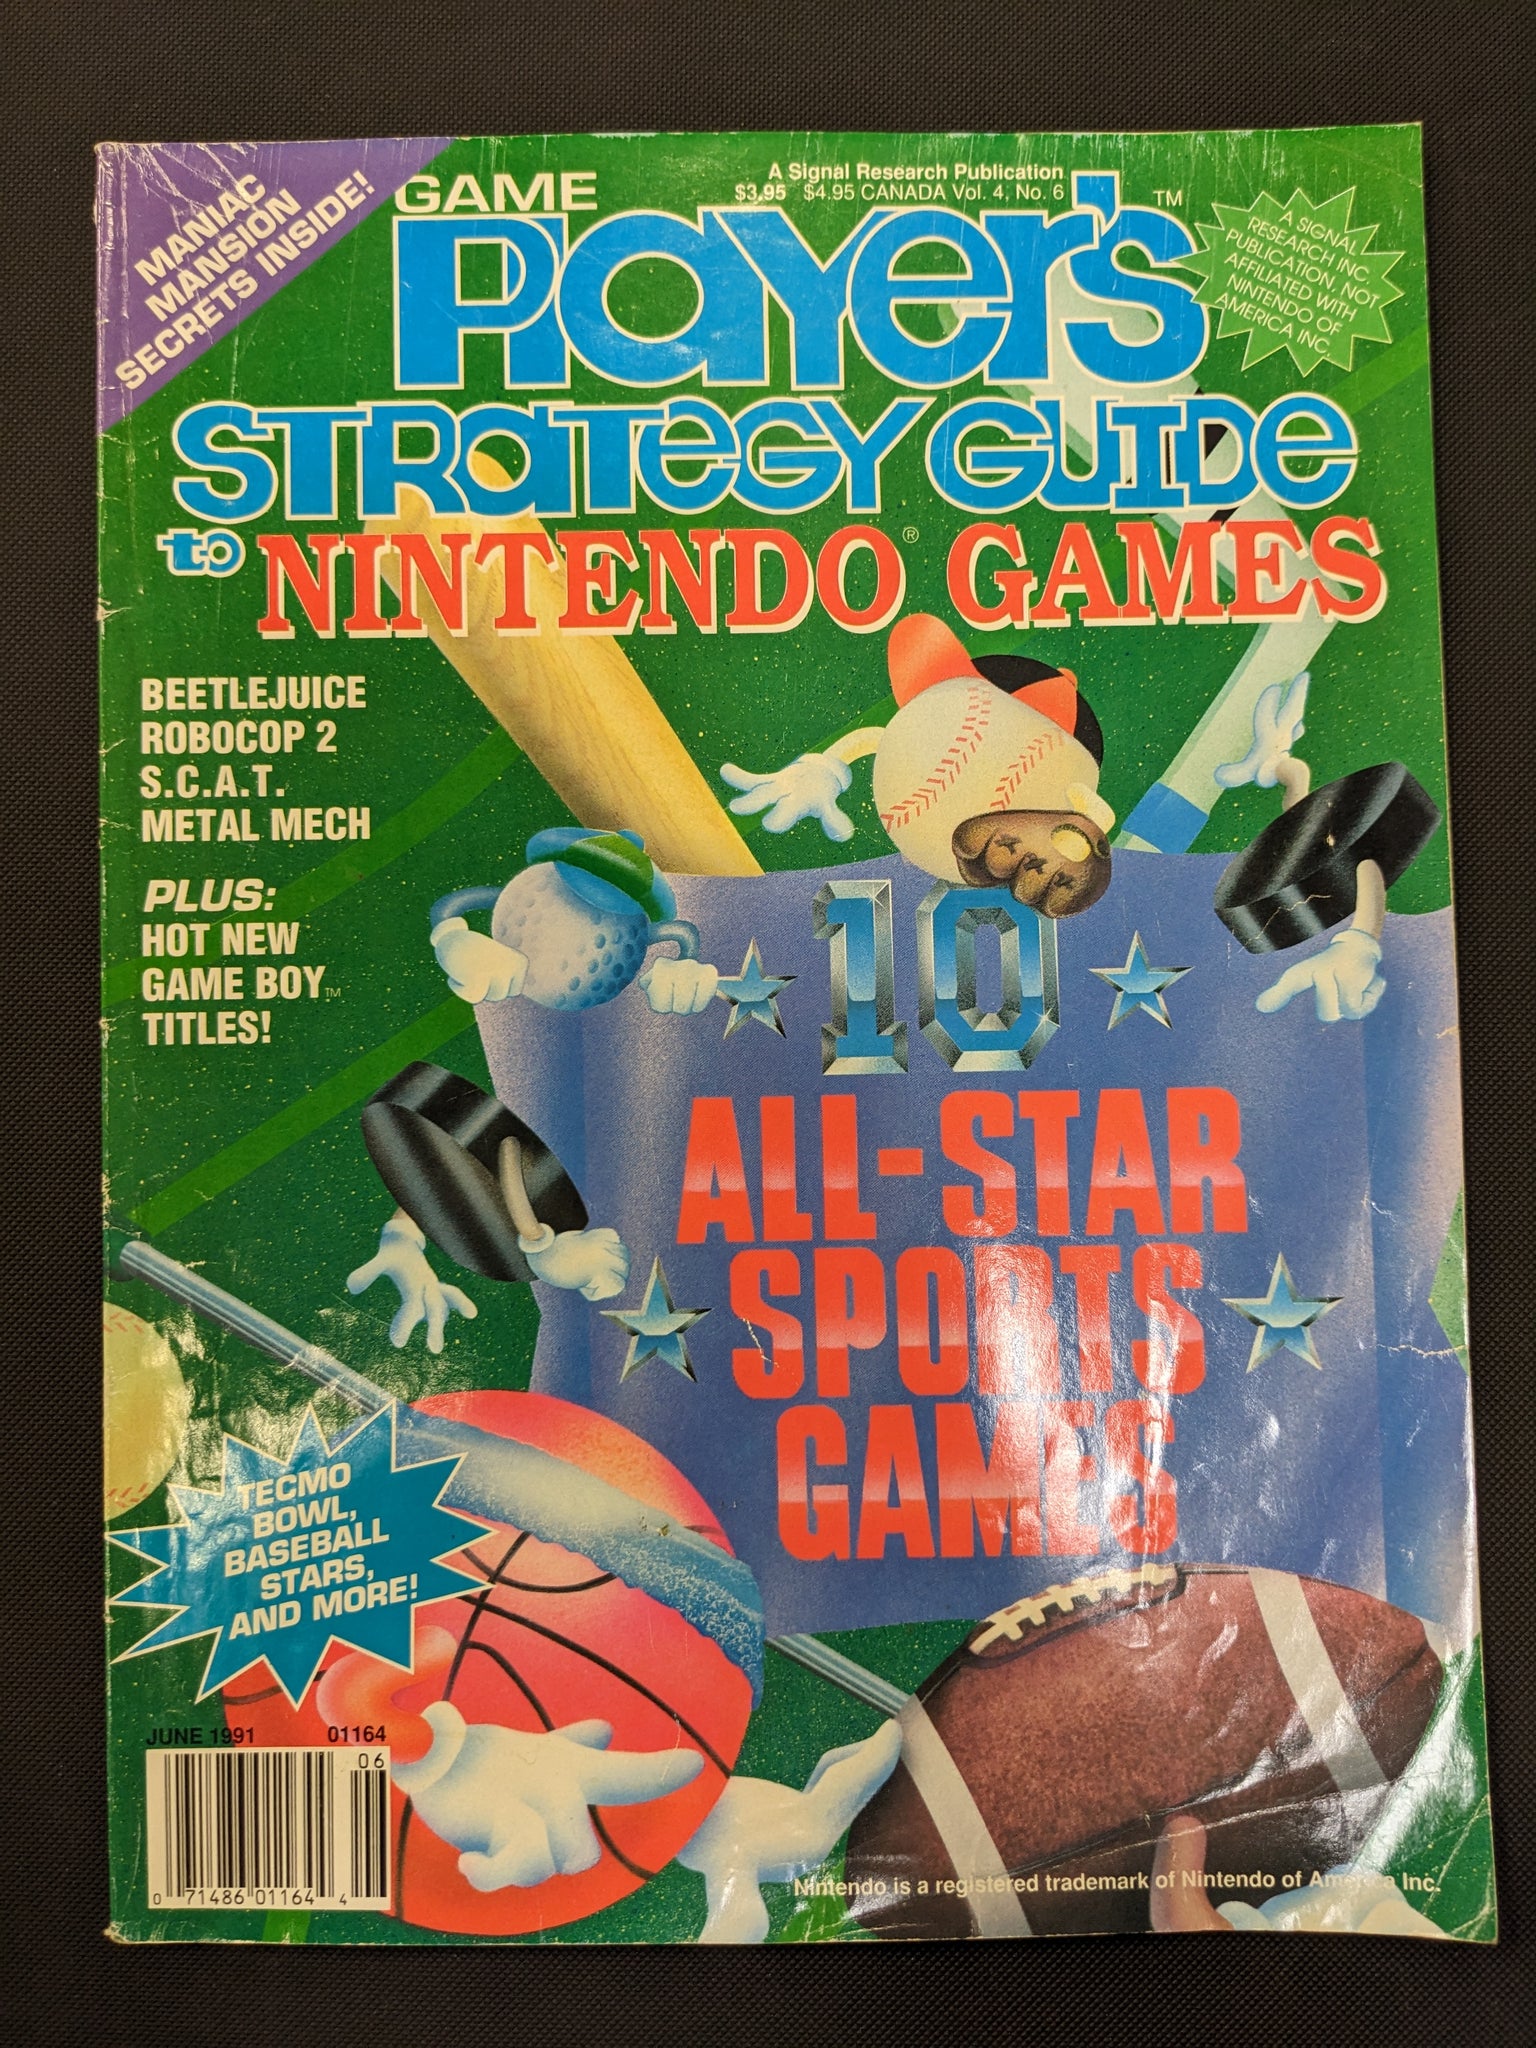 MANIAC
MANSION
SECRETS INSIDE!
A Signal Research Publication
$3.95 $4.95 CANADA Vol. 4, No. 6
GAME
PLAYER'S™
STRATEGY GUIDE
to NINTENDO® GAMES
A SIGNAL
RESEARCH INC.
PUBLICATION. NOT
AFFILIATED WITH
NINTENDO OF
AMERICA INC.
BEETLEJUICE
ROBOCOP 2
S.C.A.T.
METAL MECH
PLUS:
HOT NEW
GAME BOY™
TITLES!
10
ALL-STAR
SPORTS
GAMES
TECMO
BOWL,
BASEBALL
STARS,
AND MORE!
JUNE 1991 01164
06
0 71486 01164 4
Nintendo is a registered trademark of Nintendo of America Inc.